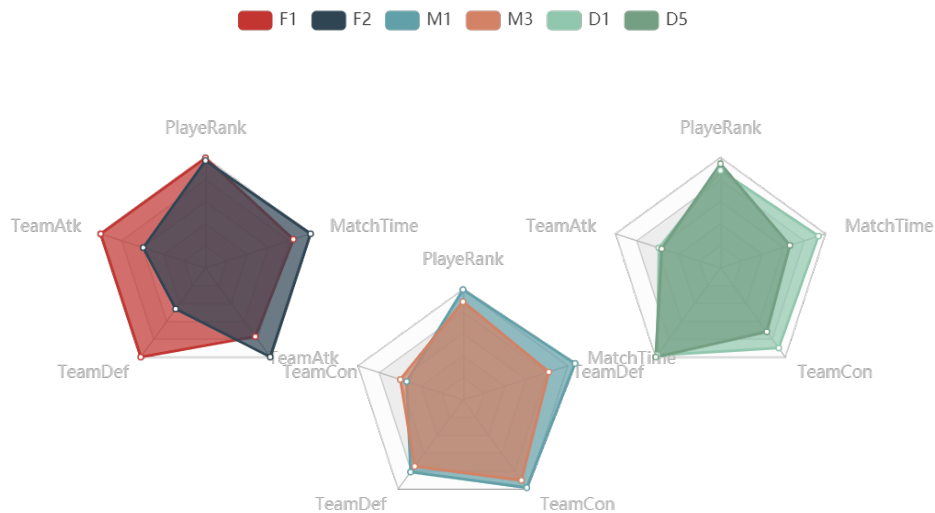 F1 F2 M1 M3 D1 D5
PlayeRank
PlayeRank
TeamAtk
MatchTime
TeamAtk
MatchTime
PlayeRank
TeamAtk
MatchTime
TeamDef
TeamCon
TeamDef
TeamCon
TeamDef
TeamCon